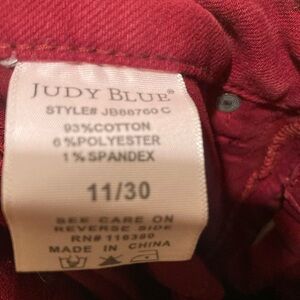 JUDY BLUE®
STYLE# JB88760 C
93%COTTON
6%POLYESTER
1%SPANDEX
11/30
SEE CARE ON
REVERSE SIDE
RN# 116380
MADE IN CHINA